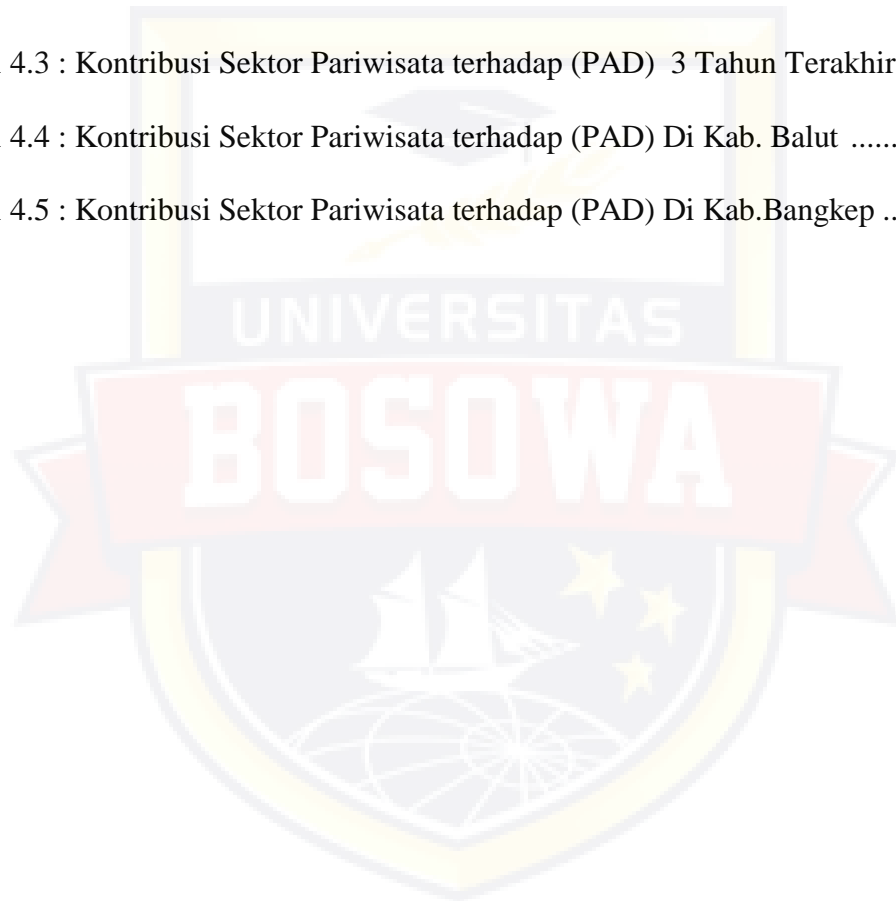 4.3 : Kontribusi Sektor Pariwisata terhadap (PAD)  3 Tahun Terakhir
4.4 : Kontribusi Sektor Pariwisata terhadap (PAD) Di Kab. Balut ......
4.5 : Kontribusi Sektor Pariwisata terhadap (PAD) Di Kab.Bangkep ..
UNIVERSITAS
BOSOWA